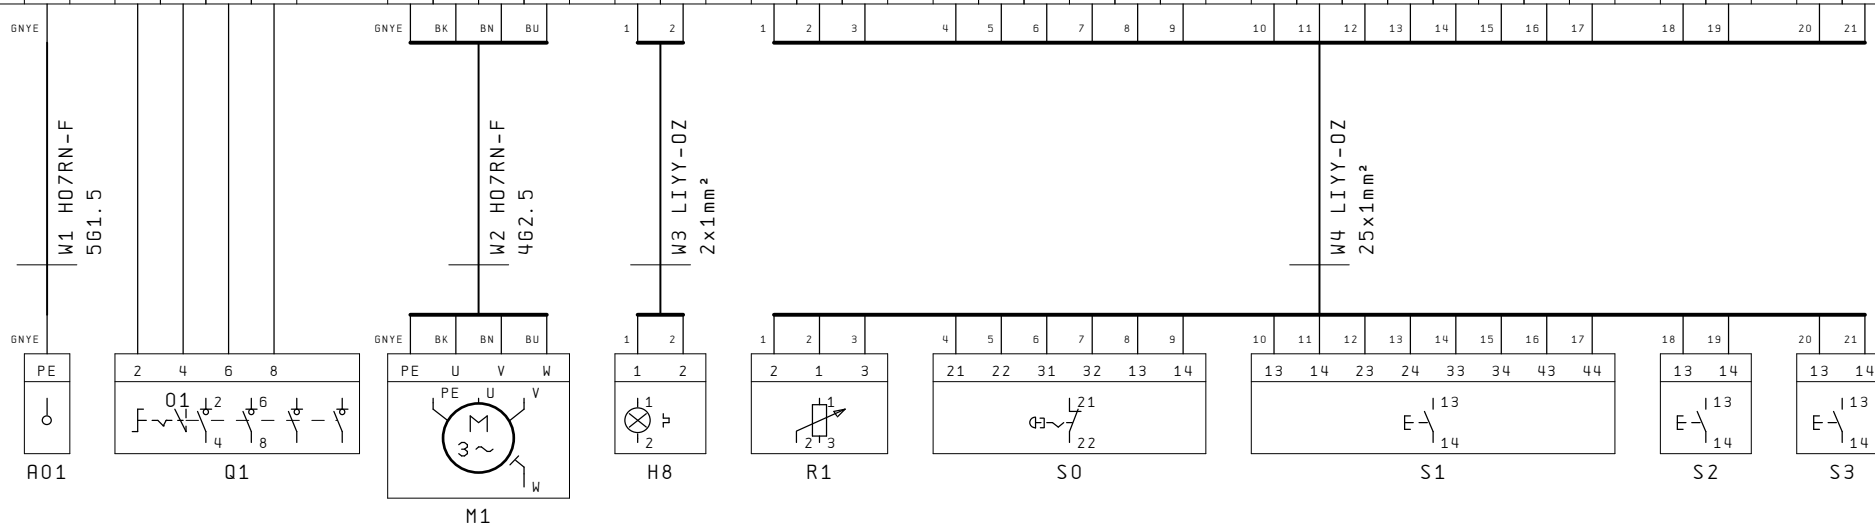 GNYE GNYE BK BN BU 1 2 1 2 3 4 5 6 7 8 9 10 11 12 13 14 15 16 17 18 19 20 21
W1 H07RN-F
5G1.5
W2 H07RN-F
4G2.5
W3 LIYY-OZ
2x1mm²
W4 LIYY-OZ
25x1mm²
GNYE GNYE BK BN BU 1 2 1 2 3 4 5 6 7 8 9 10 11 12 13 14 15 16 17 18 19 20 21
PE 2 4 6 8 PE U V W 1 2 2 1 3 21 22 31 32 13 14 13 14 23 24 33 34 43 44 13 14 13 14
PE U V
01 2 6 1 1 21 13 13 13
M
3~
4 8 2 2 3 22 14 14 14
W
A01 Q1 H8 R1 S0 S1 S2 S3
M1